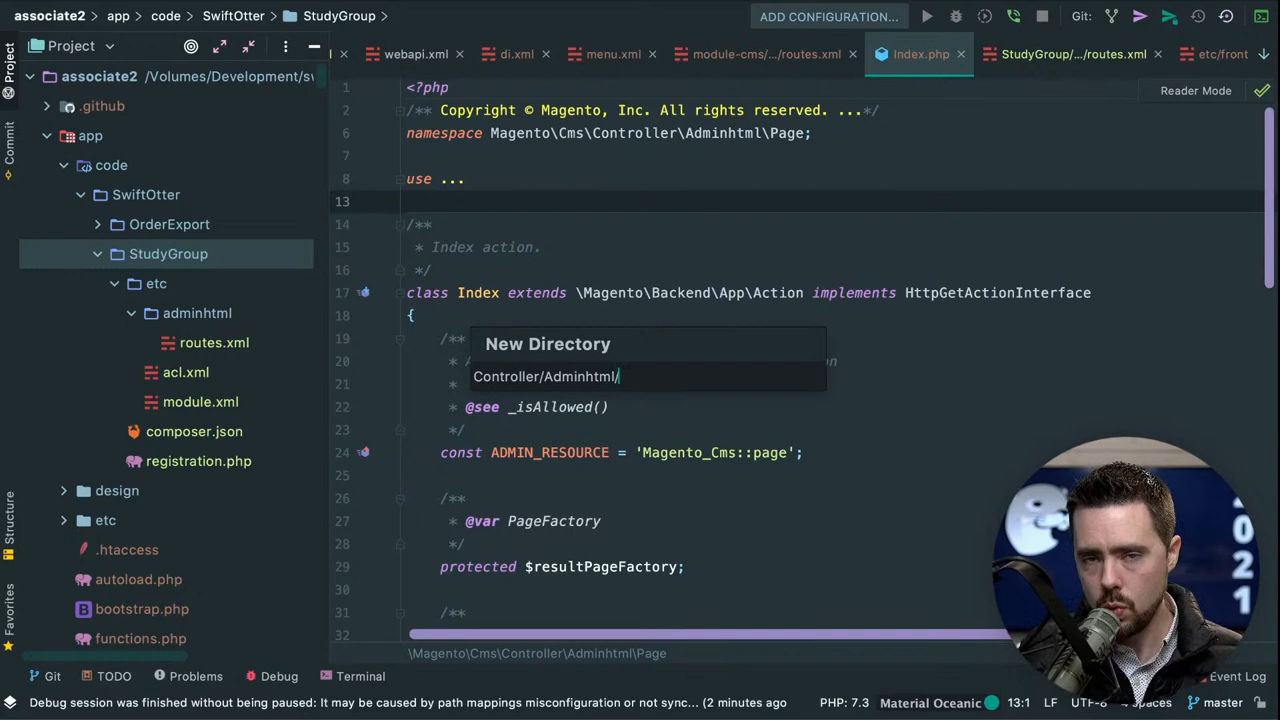 associate2 > app > code > SwiftOtter > StudyGroup >
ADD CONFIGURATION...
Git:
Project
webapi.xml
di.xml
menu.xml
module-cms/.../routes.xml
Index.php
StudyGroup/.../routes.xml
etc/front
Project
Commit
Structure
Favorites
associate2 /Volumes/Development/sw
.github
app
code
SwiftOtter
OrderExport
StudyGroup
etc
adminhtml
routes.xml
acl.xml
module.xml
composer.json
registration.php
design
etc
.htaccess
autoload.php
bootstrap.php
functions.php
Reader Mode
1 <?php
2 /** Copyright © Magento, Inc. All rights reserved. ...*/
6 namespace Magento\Cms\Controller\Adminhtml\Page;
7
8 use ...
13
14 /**
15 * Index action.
16 */
17 class Index extends \Magento\Backend\App\Action implements HttpGetActionInterface
18 {
19 /**
New Directory
20 * A on
Controller/Adminhtml/
21 *
22 * @see _isAllowed()
23 */
24 const ADMIN_RESOURCE = 'Magento_Cms::page';
25
26 /**
27 * @var PageFactory
28 */
29 protected $resultPageFactory;
30
31 /**
32
\Magento\Cms\Controller\Adminhtml\Page
2
0
2
1
Git
TODO
Problems
Debug
Terminal
Event Log
Debug session was finished without being paused: It may be caused by path mappings misconfiguration or not sync... (2 minutes ago)
PHP: 7.3
Material Oceanic
13:1
LF
UTF-8
4 spaces
master